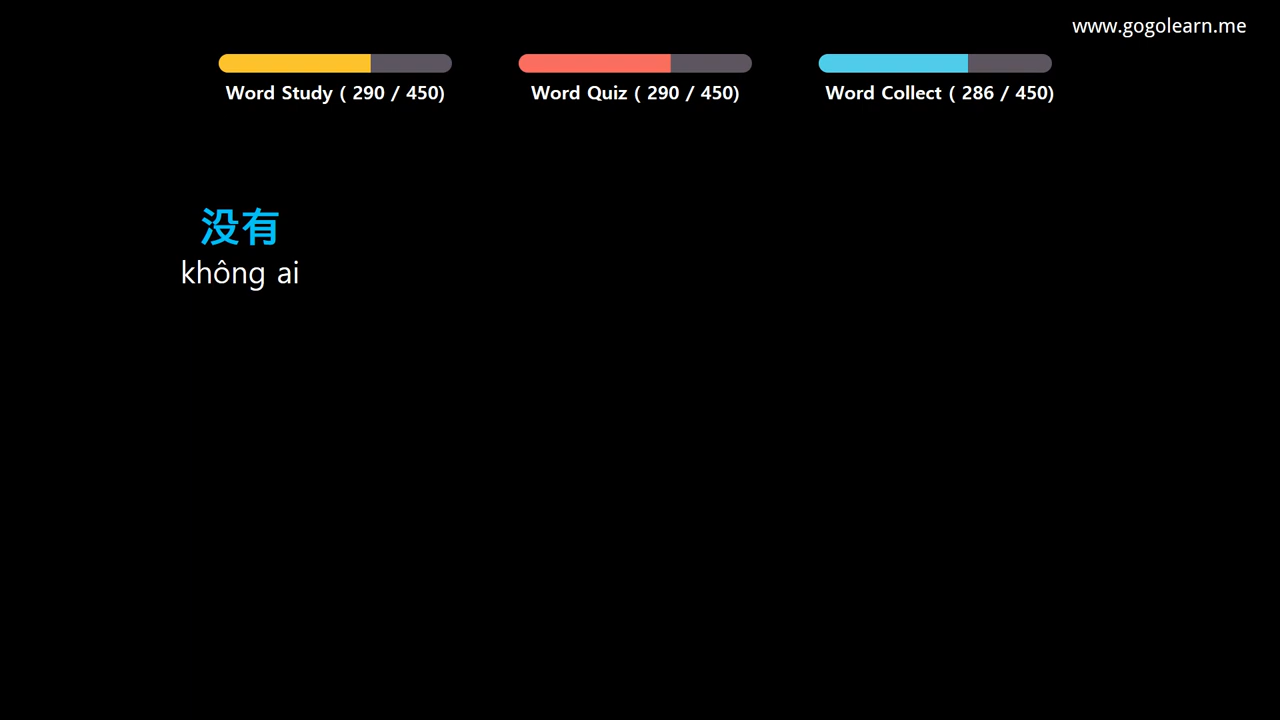 www.gogolearn.me
Word Study ( 290 / 450)
Word Quiz ( 290 / 450)
Word Collect ( 286 / 450)
没有
không ai